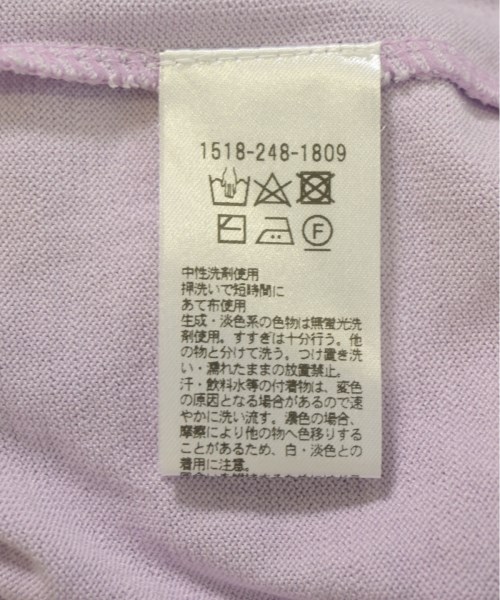 1518-248-1809
F
中性洗剤使用
掃洗いで短時間に
あて布使用
生成・淡色系の色物は無蛍光洗
剤使用。すすぎは十分行う。他
の物と分けて洗う。つけ置き洗
い・濡れたままの放置禁止。
汗・飲料水等の付着物は、変色
の原因となる場合があるので速
やかに洗い流す。濃色の場合、
摩擦により他の物へ色移りする
ことがあるため、白・淡色との
着用に注意。